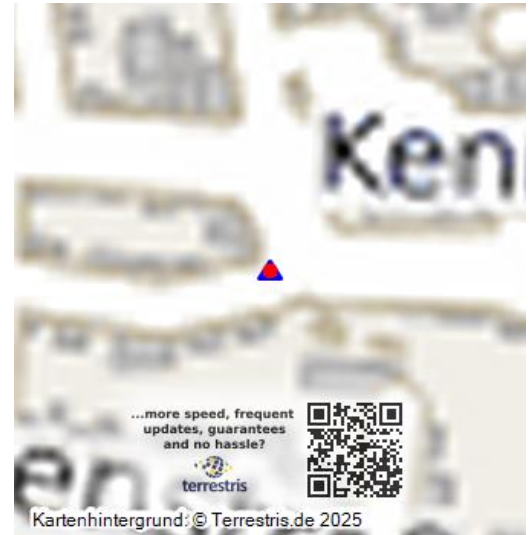 Ken
...more speed, frequent
updates, guarantees
and no hassle?
terrestris
en
Kartenhintergrund: © Terrestris.de 2025